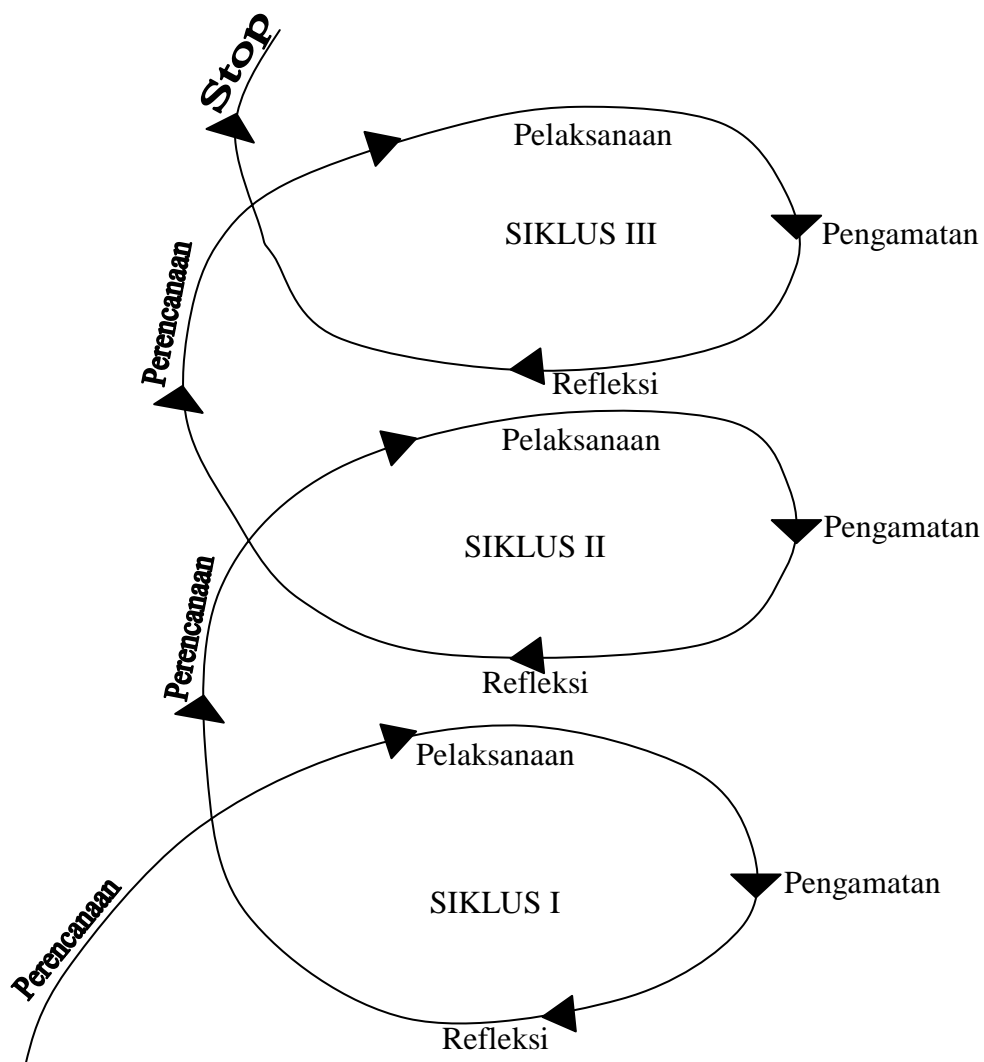 Stop
Pelaksanaan
SIKLUS III
Pengamatan
Perencanaan
Refleksi
Pelaksanaan
SIKLUS II
Pengamatan
Perencanaan
Refleksi
Pelaksanaan
Pengamatan
SIKLUS I
Perencanaan
Refleksi